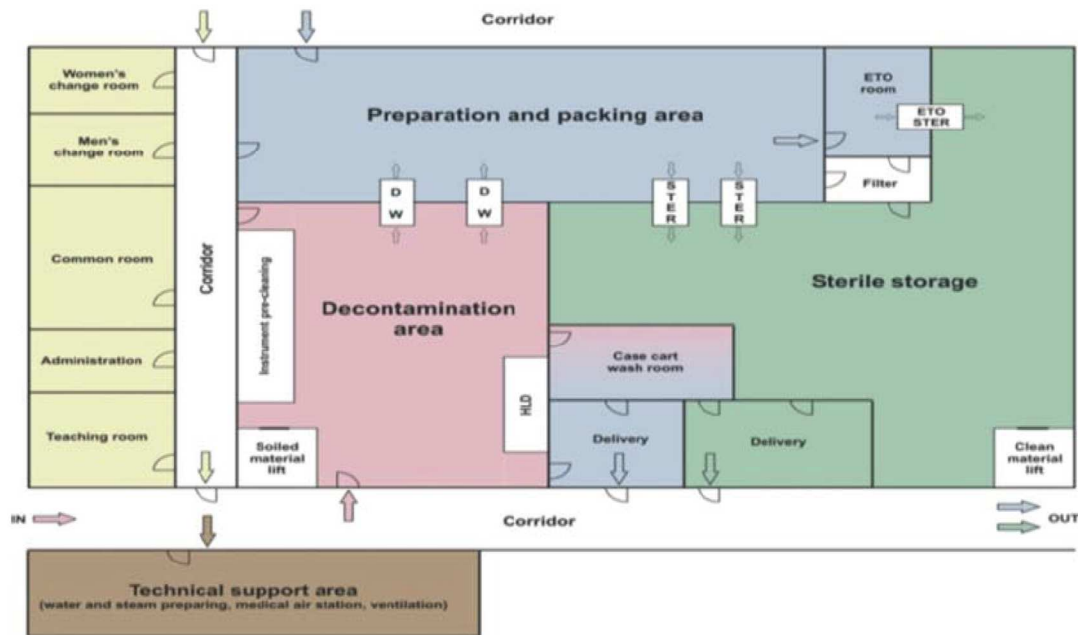 Corridor
Women's
change room
Men's
change room
Common room
Administration
Teaching room
Corridor
Preparation and packing area
ETO
room
ETO
STER
Filter
D
W
D
W
S
T
E
R
S
T
E
R
Instrument pre-cleaning
Decontamination
area
HLD
Soiled
material
lift
Sterile storage
Case cart
wash room
Delivery
Delivery
Clean
material
lift
IN
Corridor
OUT
Technical support area
(water and steam preparing, medical air station, ventilation)